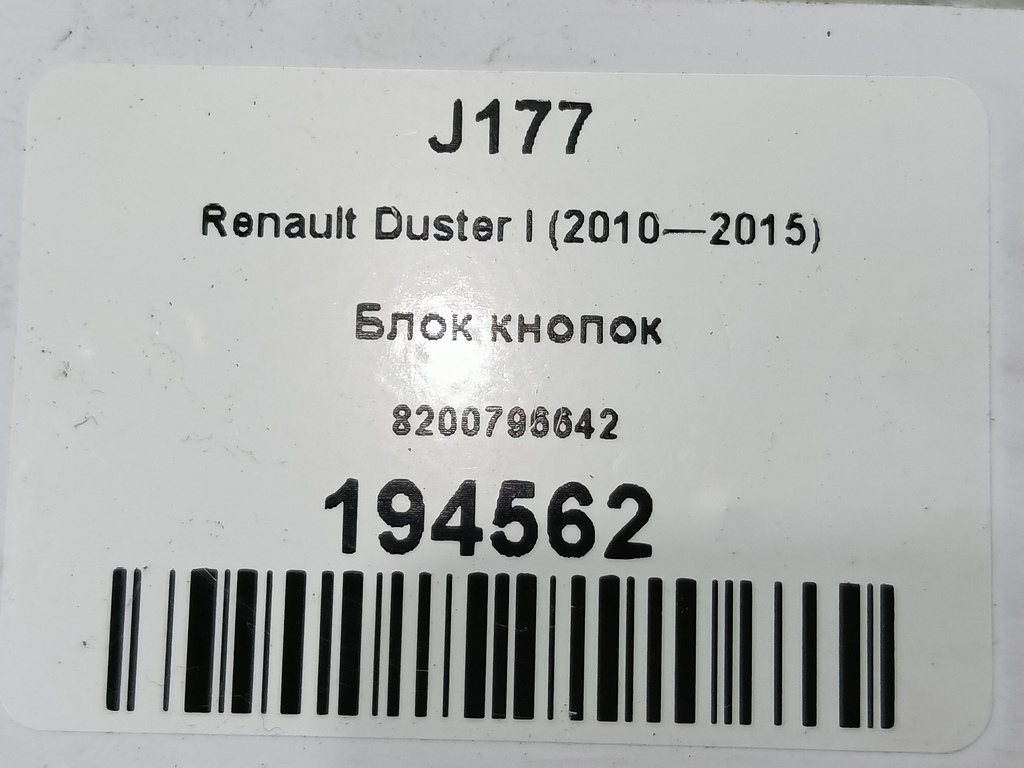 J177
Renault Duster I (2010—2015)
Блок кнопок
8200796642
194562